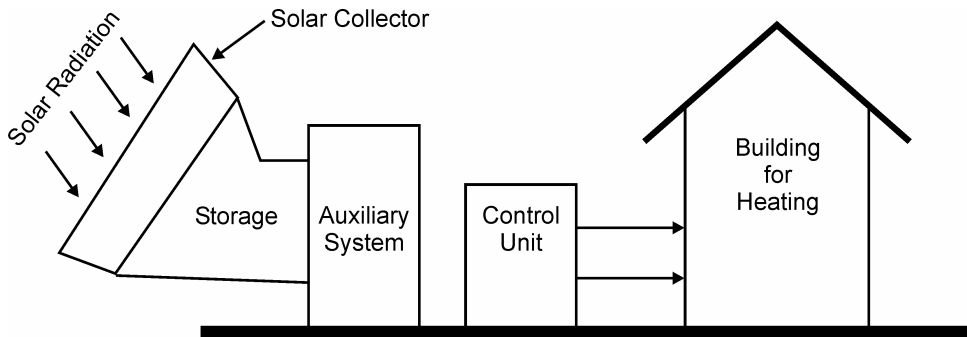 Solar Radiation
Solar Collector
Storage
Auxiliary
System
Control
Unit
Building
for
Heating